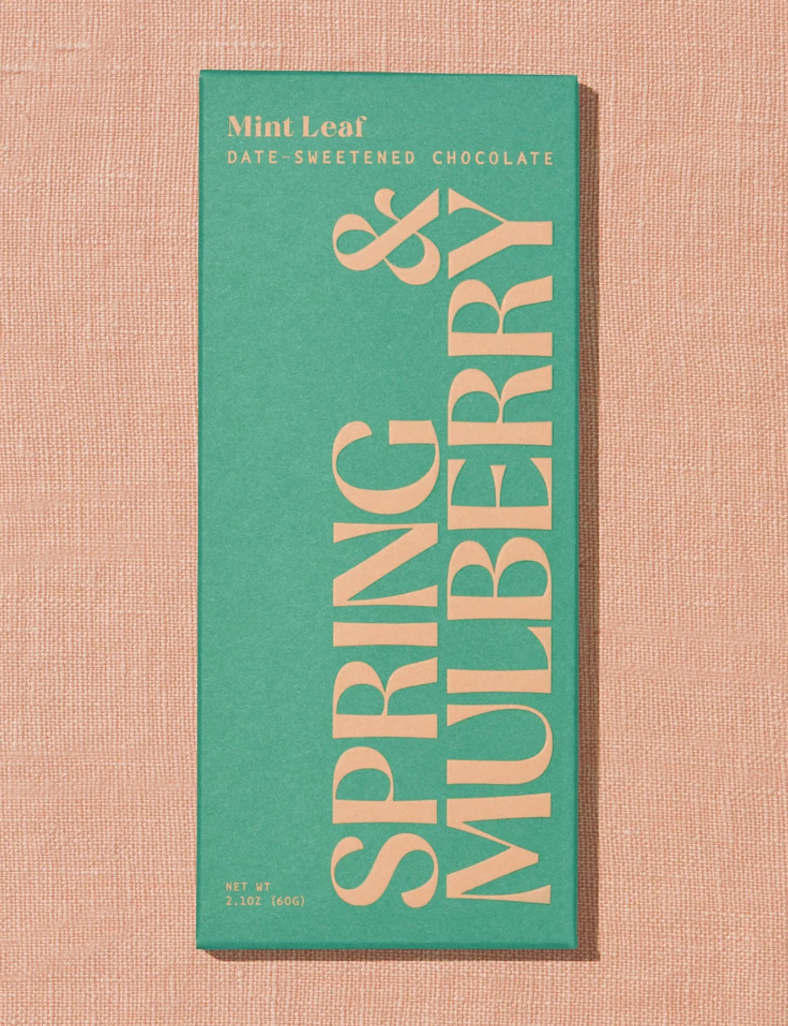 Mint Leaf
DATE-SWEETENED CHOCOLATE
SPRING &
MULBERRY
NET WT
2.1OZ (60G)